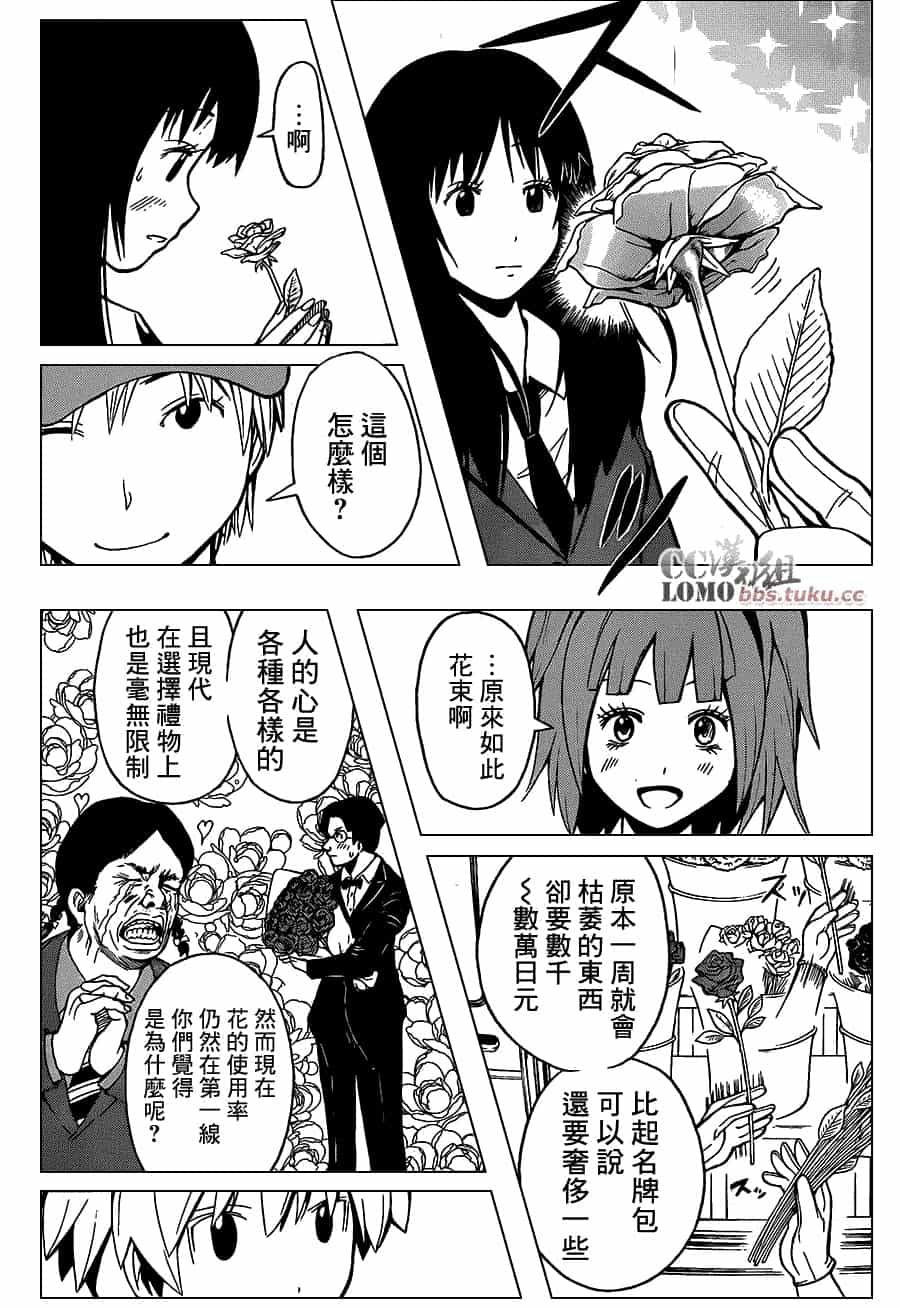 ス
…啊
這個
怎麼樣？
CC漢化組
LOMO bbs.tuku.cc
…原來如此
花束啊
人的心是
各種各樣的
且現代
在選擇禮物上
也是毫無限制
原本一周就會
枯萎的東西
卻要數千
～數萬日元
比起名牌包
可以說
還要奢侈一些
スッ
然而現在
花的使用率
仍然在第一線
你們覺得
是為什麼呢？